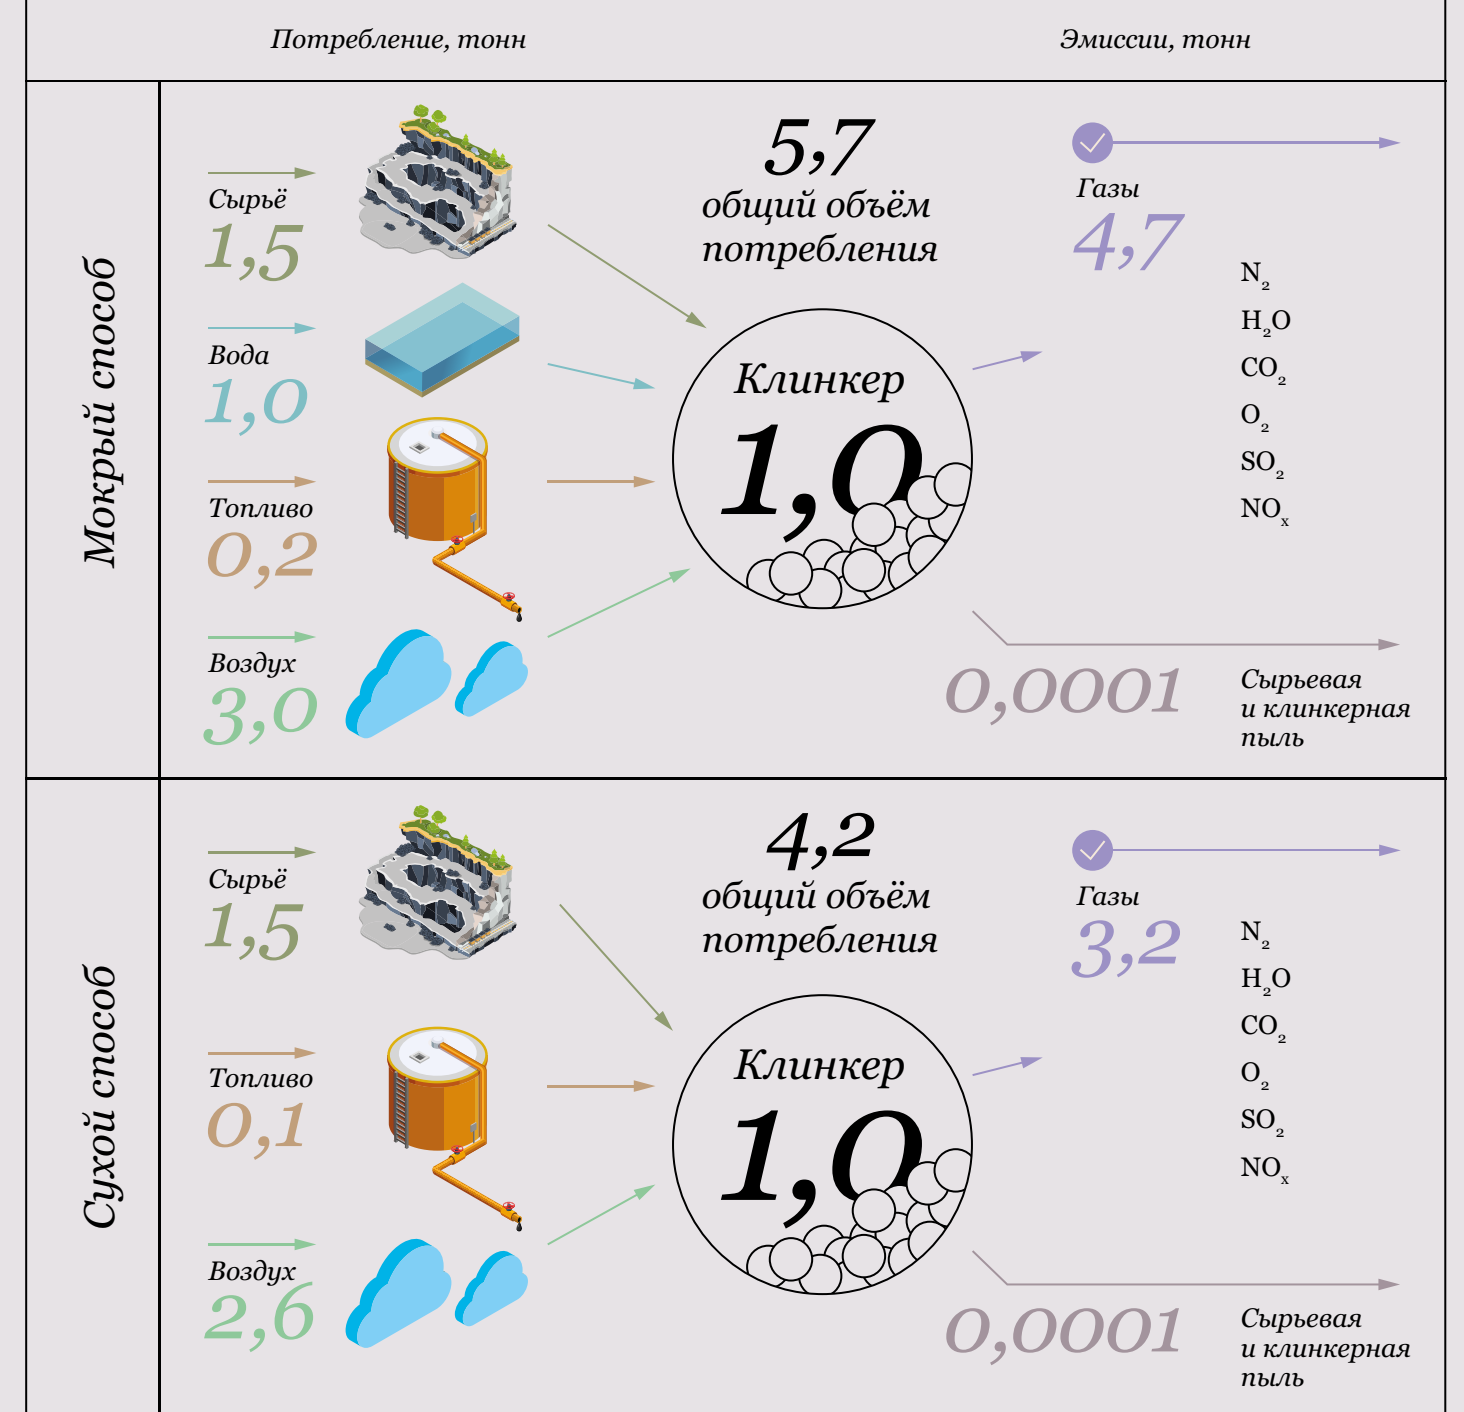 Потребление, тонн
Эмиссии, тонн
Мокрый способ
Сырьё
1,5
Вода
1,0
Топливо
0,2
Воздух
3,0
5,7
общий объём
потребления
Клинкер
1,0
Газы
4,7
N₂
H₂O
CO₂
O₂
SO₂
NOₓ
0,0001
Сырьевая
и клинкерная
пыль
Сухой способ
Сырьё
1,5
Топливо
0,1
Воздух
2,6
4,2
общий объём
потребления
Клинкер
1,0
Газы
3,2
N₂
H₂O
CO₂
O₂
SO₂
NOₓ
0,0001
Сырьевая
и клинкерная
пыль